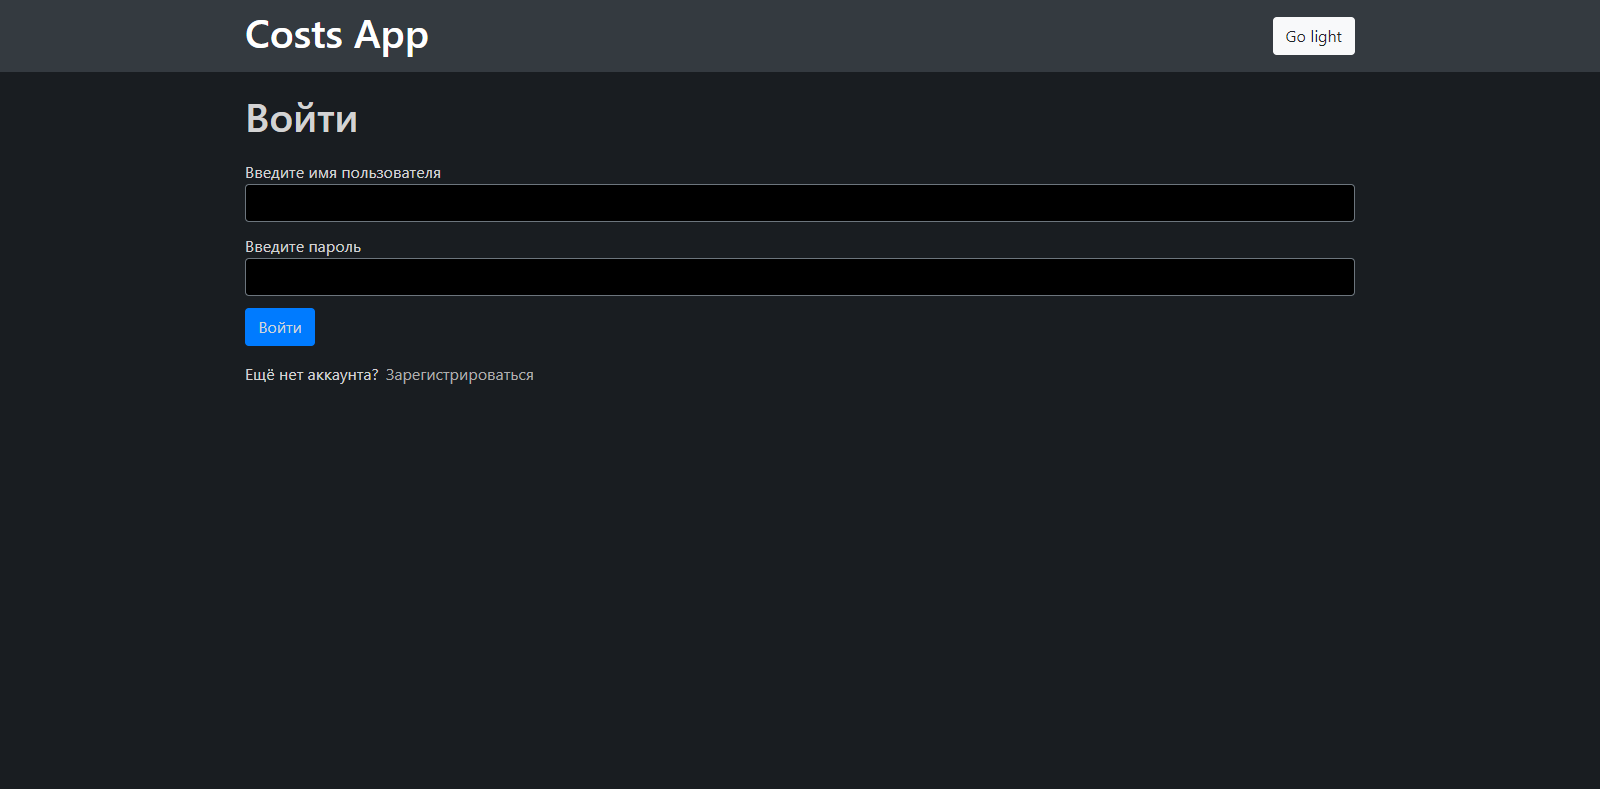 Costs App
Go light
Войти
Введите имя пользователя
Введите пароль
Войти
Ещё нет аккаунта? Зарегистрироваться